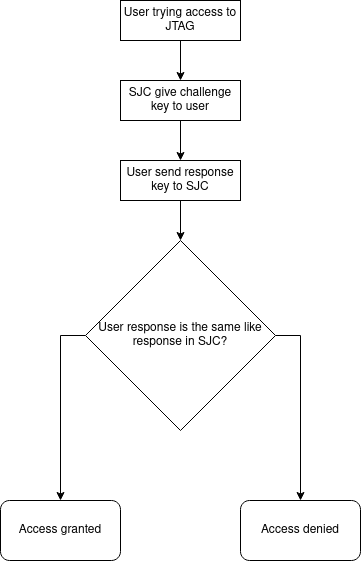 User trying access to
JTAG
SJC give challenge
key to user
User send response
key to SJC
User response is the same like
response in SJC?
Access granted
Access denied